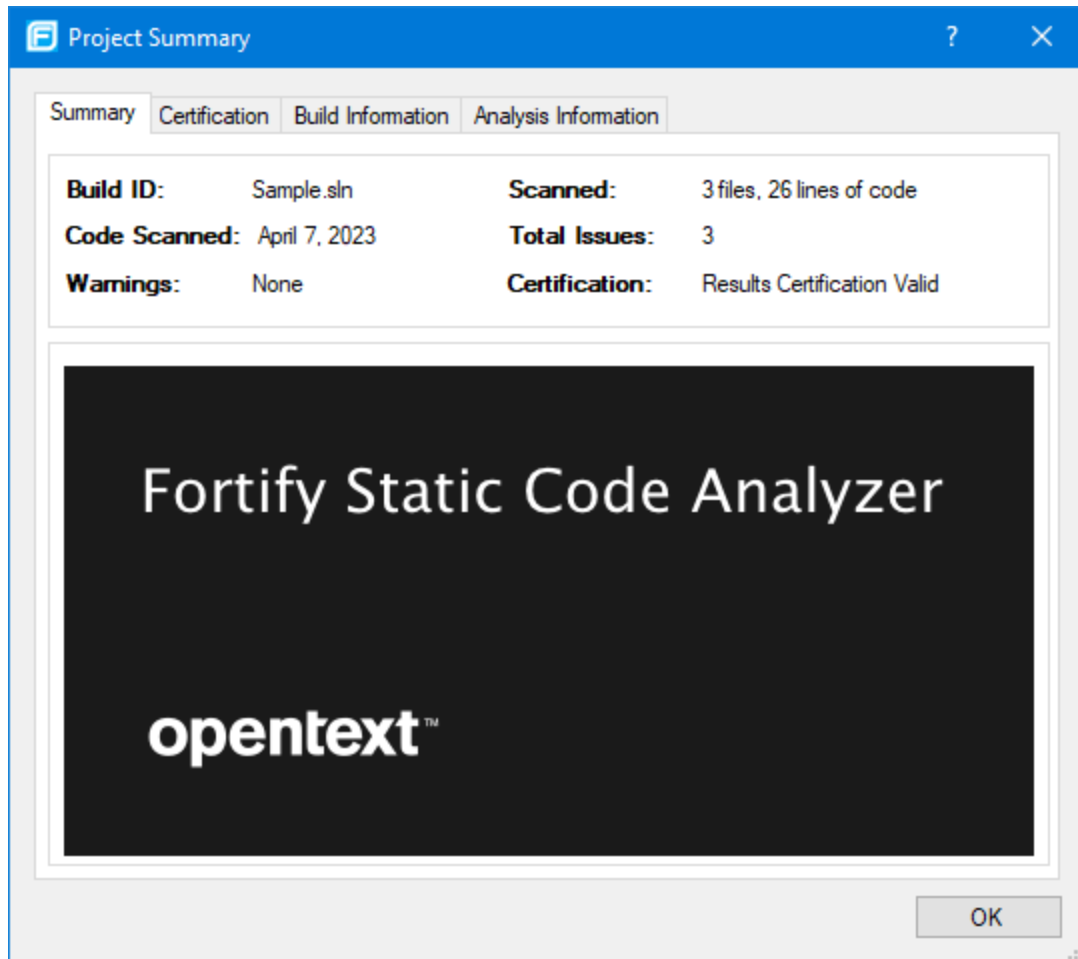 Project Summary ?
Summary Certification Build Information Analysis Information
Build ID: Sample.sln Scanned: 3 files, 26 lines of code
Code Scanned: April 7, 2023 Total Issues: 3
Warnings: None Certification: Results Certification Valid
Fortify Static Code Analyzer
opentext™
OK